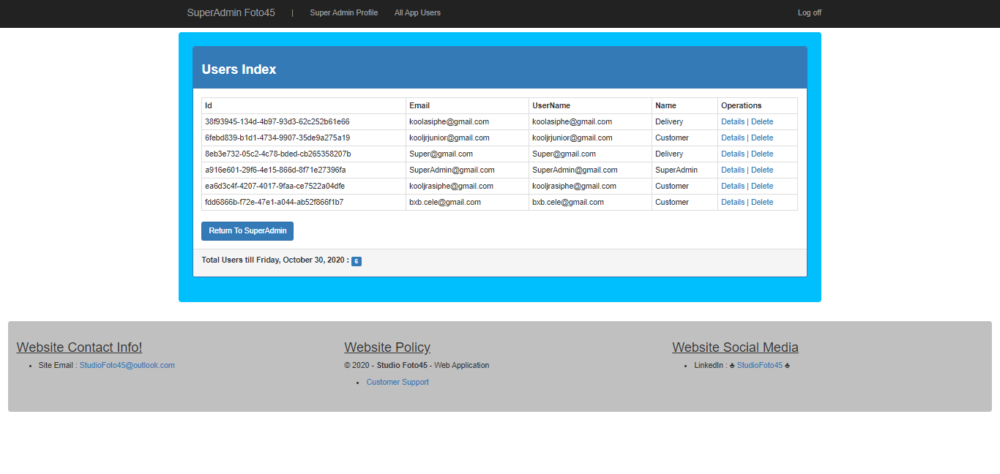 SuperAdmin Foto45 | Super Admin Profile All App Users Log off
Users Index
Id Email UserName Name Operations
38f93945-134d-4b97-93d3-62c252b61e66 koolasiphe@gmail.com koolasiphe@gmail.com Delivery Details | Delete
6febd839-b1d1-4734-9907-35de9a275a19 kooljrjunior@gmail.com kooljrjunior@gmail.com Customer Details | Delete
8eb3e732-05c2-4c78-bded-cb265358207b Super@gmail.com Super@gmail.com Delivery Details | Delete
a916e601-29f6-4e15-866d-8f71e27396fa SuperAdmin@gmail.com SuperAdmin@gmail.com SuperAdmin Details | Delete
ea6d3c4f-4207-4017-9faa-ce7522a04dfe kooljrasiphe@gmail.com kooljrasiphe@gmail.com Customer Details | Delete
fdd6866b-f72e-47e1-a044-ab52f866f1b7 bxb.cele@gmail.com bxb.cele@gmail.com Customer Details | Delete
Return To SuperAdmin
Total Users till Friday, October 30, 2020 : 6
Website Contact Info!
• Site Email : StudioFoto45@outlook.com
Website Policy
© 2020 - Studio Foto45 - Web Application
• Customer Support
Website Social Media
• LinkedIn : ♣ StudioFoto45 ♣